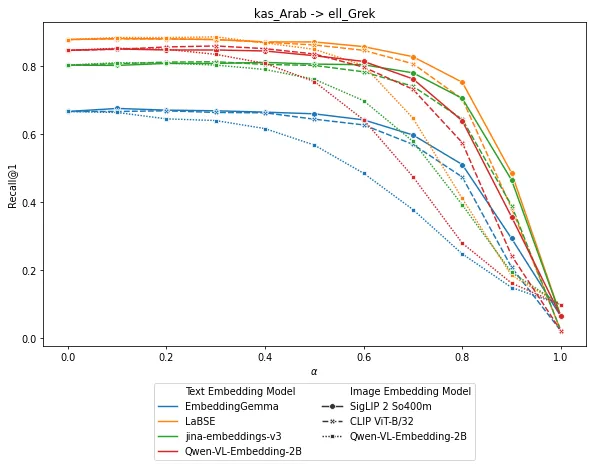 kas_Arab -> ell_Grek
Recall@1
0.8
0.6
0.4
0.2
0.0
0.0 0.2 0.4 0.6 0.8 1.0
α
Text Embedding Model
EmbeddingGemma
LaBSE
jina-embeddings-v3
Qwen-VL-Embedding-2B
Image Embedding Model
SigLIP 2 So400m
CLIP ViT-B/32
Qwen-VL-Embedding-2B